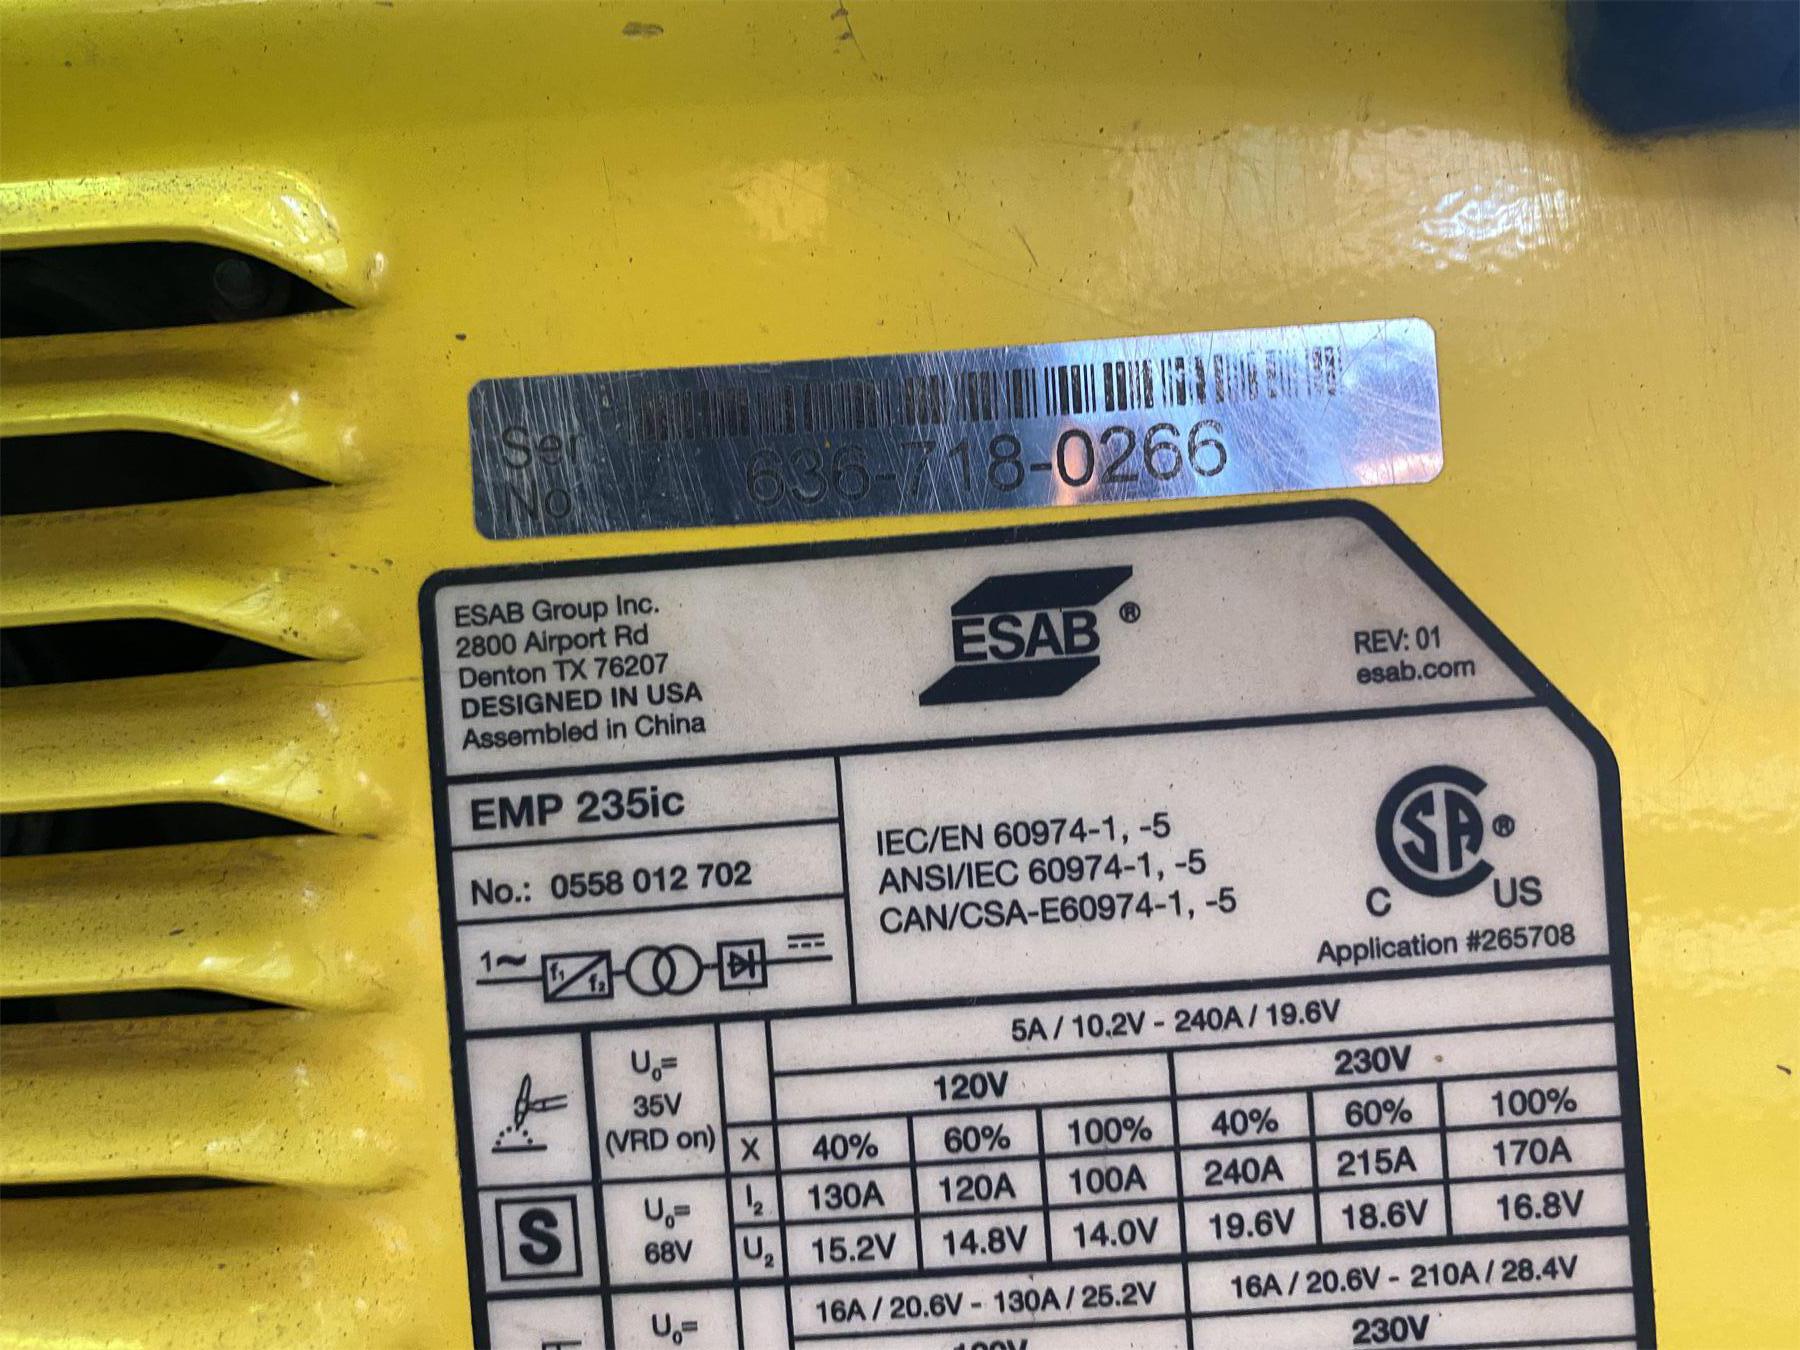 Ser
No
636-718-0266
ESAB Group Inc.
2800 Airport Rd
Denton TX 76207
DESIGNED IN USA
Assembled in China
ESAB®
REV: 01
esab.com
EMP 235ic
No.: 0558 012 702
1~ f1 f2
IEC/EN 60974-1, -5
ANSI/IEC 60974-1, -5
CAN/CSA-E60974-1, -5
SA®
C US
Application #265708
5A / 10.2V - 240A / 19.6V
U0=
35V
(VRD on)
120V 230V
X 40% 60% 100% 40% 60% 100%
S
U0=
68V
I2 130A 120A 100A 240A 215A 170A
U2 15.2V 14.8V 14.0V 19.6V 18.6V 16.8V
U0=
16A / 20.6V - 130A / 25.2V 16A / 20.6V - 210A / 28.4V
230V